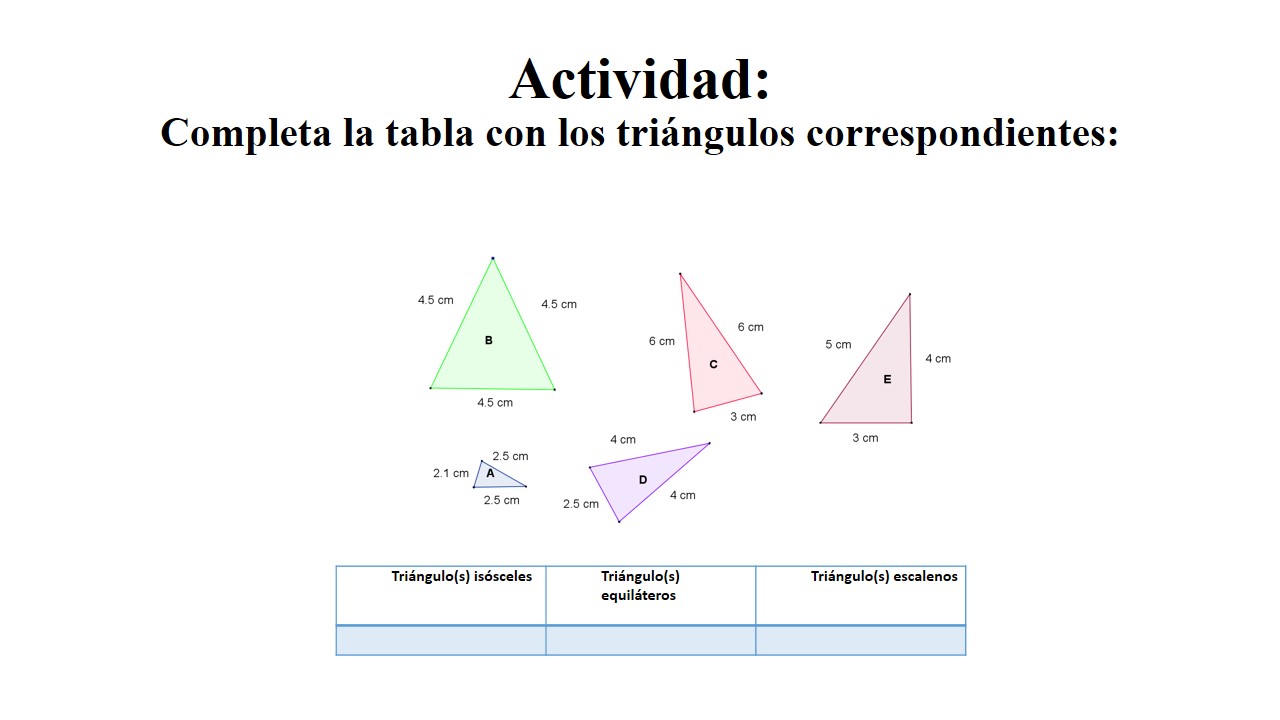 Actividad:
Completa la tabla con los triángulos correspondientes:
4.5 cm
4.5 cm
B
4.5 cm
6 cm
6 cm
C
3 cm
5 cm
4 cm
E
3 cm
2.5 cm
2.1 cm
A
2.5 cm
4 cm
D
2.5 cm
4 cm
Triángulo(s) isósceles
Triángulo(s)
equiláteros
Triángulo(s) escalenos